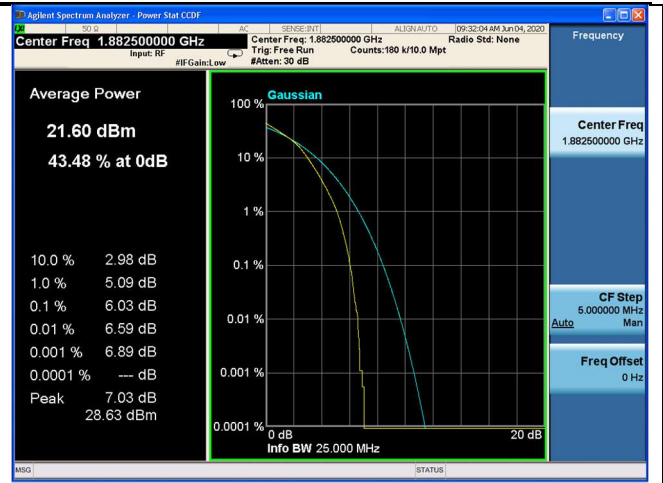 Agilent Spectrum Analyzer - Power Stat CCDF
50 Ω AC SENSE:INT ALIGN AUTO 09:32:04 AM Jun 04, 2020
Center Freq 1.882500000 GHz
Input: RF
#IFGain:Low
Center Freq: 1.882500000 GHz
Radio Std: None
Trig: Free Run
Counts:180 k/10.0 Mpt
#Atten: 30 dB
Frequency
Average Power
21.60 dBm
43.48 % at 0dB
10.0 % 2.98 dB
1.0 % 5.09 dB
0.1 % 6.03 dB
0.01 % 6.59 dB
0.001 % 6.89 dB
0.0001 % --- dB
Peak 7.03 dB
28.63 dBm
Gaussian
100 %
10 %
1 %
0.1 %
0.01 %
0.001 %
0.0001 %
0 dB 20 dB
Info BW 25.000 MHz
Center Freq
1.882500000 GHz
CF Step
5.000000 MHz
Auto Man
Freq Offset
0 Hz
MSG STATUS